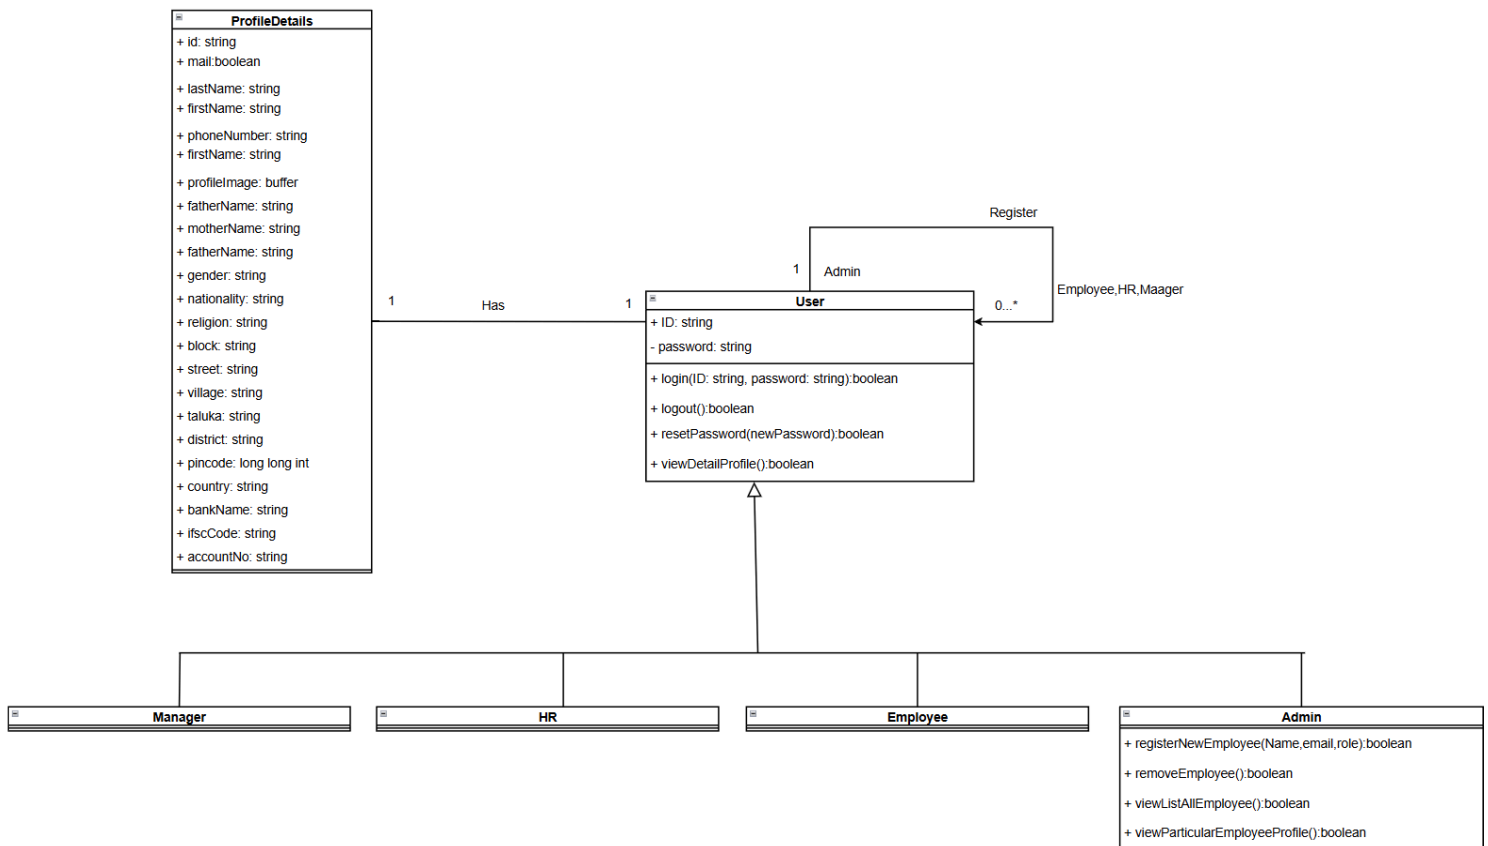 ProfileDetails
+ id: string
+ mail:boolean
+ lastName: string
+ firstName: string
+ phoneNumber: string
+ firstName: string
+ profileImage: buffer
+ fatherName: string
+ motherName: string
+ fatherName: string
+ gender: string
+ nationality: string
+ religion: string
+ block: string
+ street: string
+ village: string
+ taluka: string
+ district: string
+ pincode: long long int
+ country: string
+ bankName: string
+ ifscCode: string
+ accountNo: string
1
Has
1
Register
1
Admin
Employee,HR,Maager
0...*
User
+ ID: string
- password: string
+ login(ID: string, password: string):boolean
+ logout():boolean
+ resetPassword(newPassword):boolean
+ viewDetailProfile():boolean
Manager
HR
Employee
Admin
+ registerNewEmployee(Name,email,role):boolean
+ removeEmployee():boolean
+ viewListAllEmployee():boolean
+ viewParticularEmployeeProfile():boolean